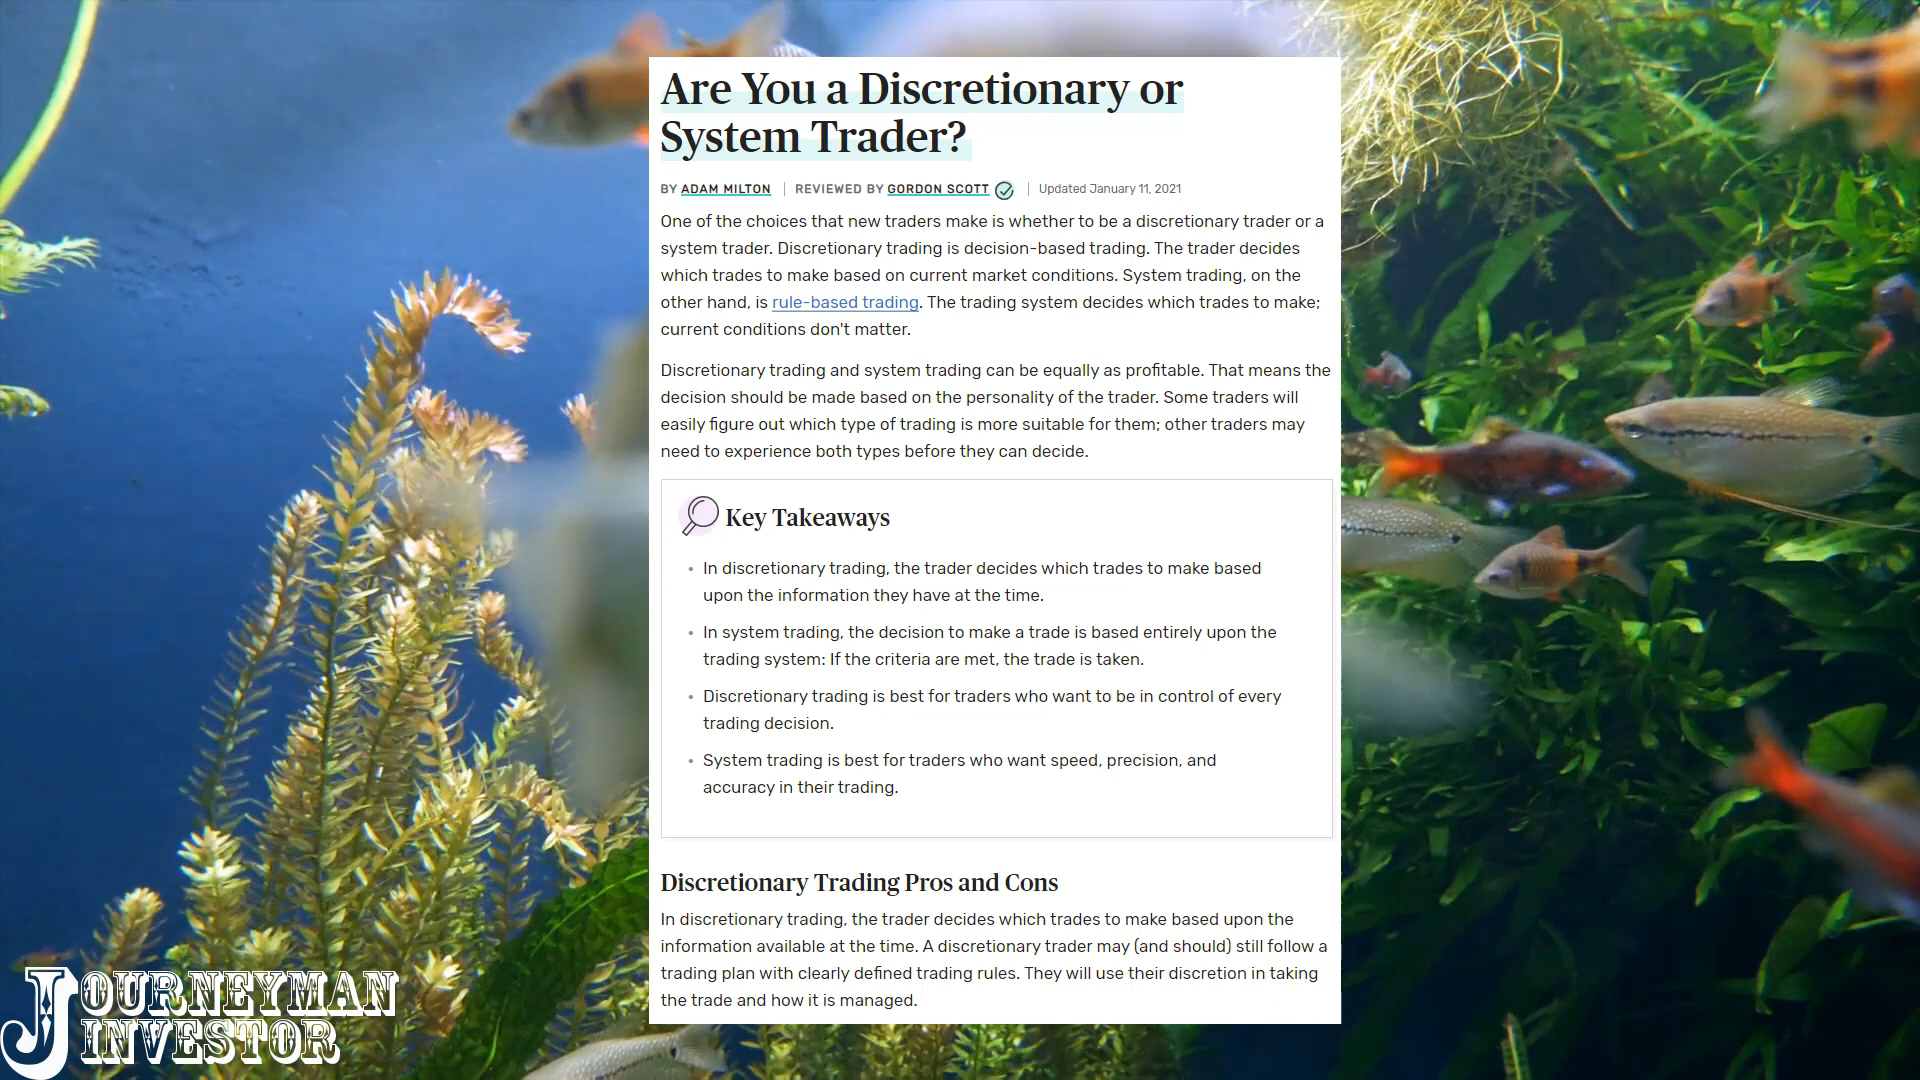 Are You a Discretionary or
System Trader?
BY ADAM MILTON | REVIEWED BY GORDON SCOTT | Updated January 11, 2021
One of the choices that new traders make is whether to be a discretionary trader or a
system trader. Discretionary trading is decision-based trading. The trader decides
which trades to make based on current market conditions. System trading, on the
other hand, is rule-based trading. The trading system decides which trades to make;
current conditions don't matter.
Discretionary trading and system trading can be equally as profitable. That means the
decision should be made based on the personality of the trader. Some traders will
easily figure out which type of trading is more suitable for them; other traders may
need to experience both types before they can decide.
Key Takeaways
• In discretionary trading, the trader decides which trades to make based
upon the information they have at the time.
• In system trading, the decision to make a trade is based entirely upon the
trading system: If the criteria are met, the trade is taken.
• Discretionary trading is best for traders who want to be in control of every
trading decision.
• System trading is best for traders who want speed, precision, and
accuracy in their trading.
Discretionary Trading Pros and Cons
In discretionary trading, the trader decides which trades to make based upon the
information available at the time. A discretionary trader may (and should) still follow a
trading plan with clearly defined trading rules. They will use their discretion in taking
the trade and how it is managed.
JOURNEYMAN
INVESTOR